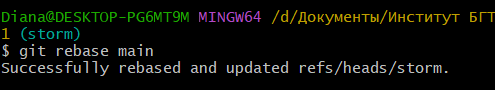 Diana@DESKTOP-PG6MT9M MINGW64 /d/Документы/Институт БГТ
1 (storm)
$ git rebase main
Successfully rebased and updated refs/heads/storm.